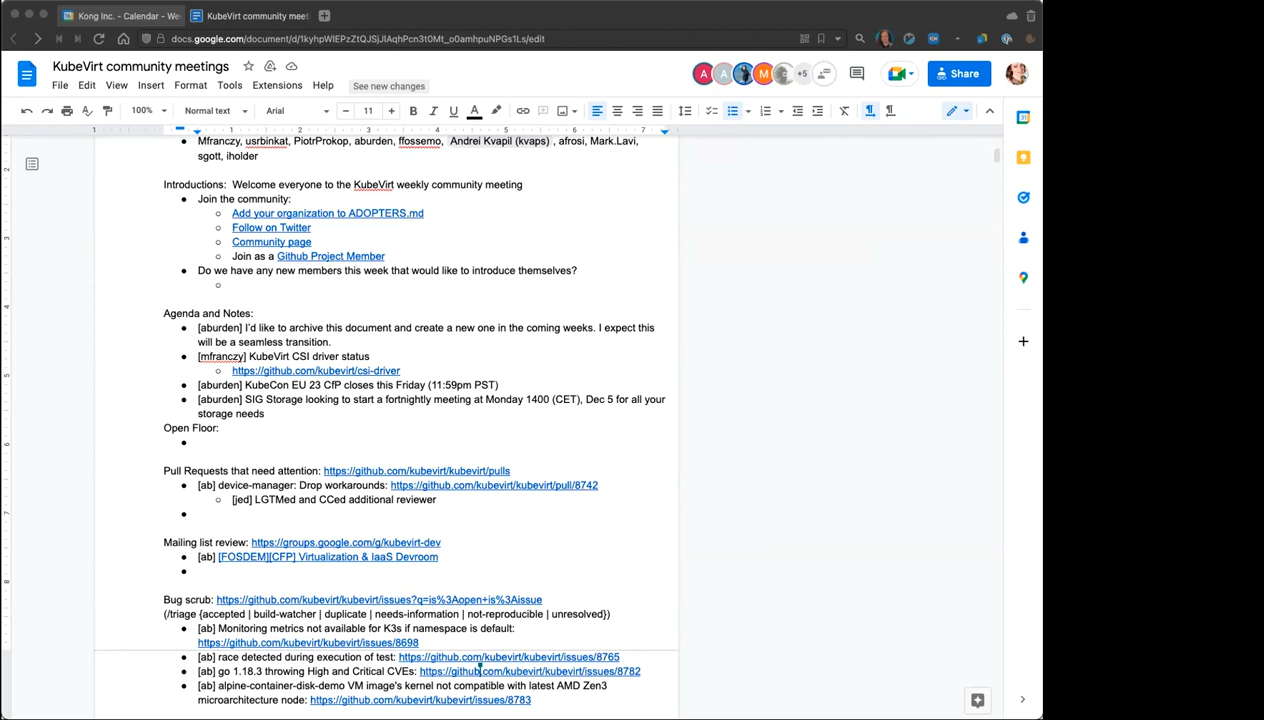 Kong Inc. - Calendar - We
KubeVirt community meet
docs.google.com/document/d/1kyhpWlEPzZtQJSjJlAqhPcn3t0Mt_o0amhpuNPGs1Ls/edit
KubeVirt community meetings
File Edit View Insert Format Tools Extensions Help See new changes
A A M +5 Share
100% Normal text Arial 11 B I U A
1 1 2 3 4 5 6 7
Mfranczy, usrbinkat, PiotrProkop, aburden, ffossemo, Andrei Kvapil (kvaps) , afrosi, Mark.Lavi,
sgott, iholder
Introductions: Welcome everyone to the KubeVirt weekly community meeting
Join the community:
Add your organization to ADOPTERS.md
Follow on Twitter
Community page
Join as a Github Project Member
Do we have any new members this week that would like to introduce themselves?
Agenda and Notes:
[aburden] I'd like to archive this document and create a new one in the coming weeks. I expect this
will be a seamless transition.
[mfranczy] KubeVirt CSI driver status
https://github.com/kubevirt/csi-driver
[aburden] KubeCon EU 23 CfP closes this Friday (11:59pm PST)
[aburden] SIG Storage looking to start a fortnightly meeting at Monday 1400 (CET), Dec 5 for all your
storage needs
Open Floor:
Pull Requests that need attention: https://github.com/kubevirt/kubevirt/pulls
[ab] device-manager: Drop workarounds: https://github.com/kubevirt/kubevirt/pull/8742
[jed] LGTMed and CCed additional reviewer
Mailing list review: https://groups.google.com/g/kubevirt-dev
[ab] [FOSDEM][CFP] Virtualization & IaaS Devroom
Bug scrub: https://github.com/kubevirt/kubevirt/issues?q=is%3Aopen+is%3Aissue
(/triage {accepted | build-watcher | duplicate | needs-information | not-reproducible | unresolved})
[ab] Monitoring metrics not available for K3s if namespace is default:
https://github.com/kubevirt/kubevirt/issues/8698
[ab] race detected during execution of test: https://github.com/kubevirt/kubevirt/issues/8765
[ab] go 1.18.3 throwing High and Critical CVEs: https://github.com/kubevirt/kubevirt/issues/8782
[ab] alpine-container-disk-demo VM image's kernel not compatible with latest AMD Zen3
microarchitecture node: https://github.com/kubevirt/kubevirt/issues/8783